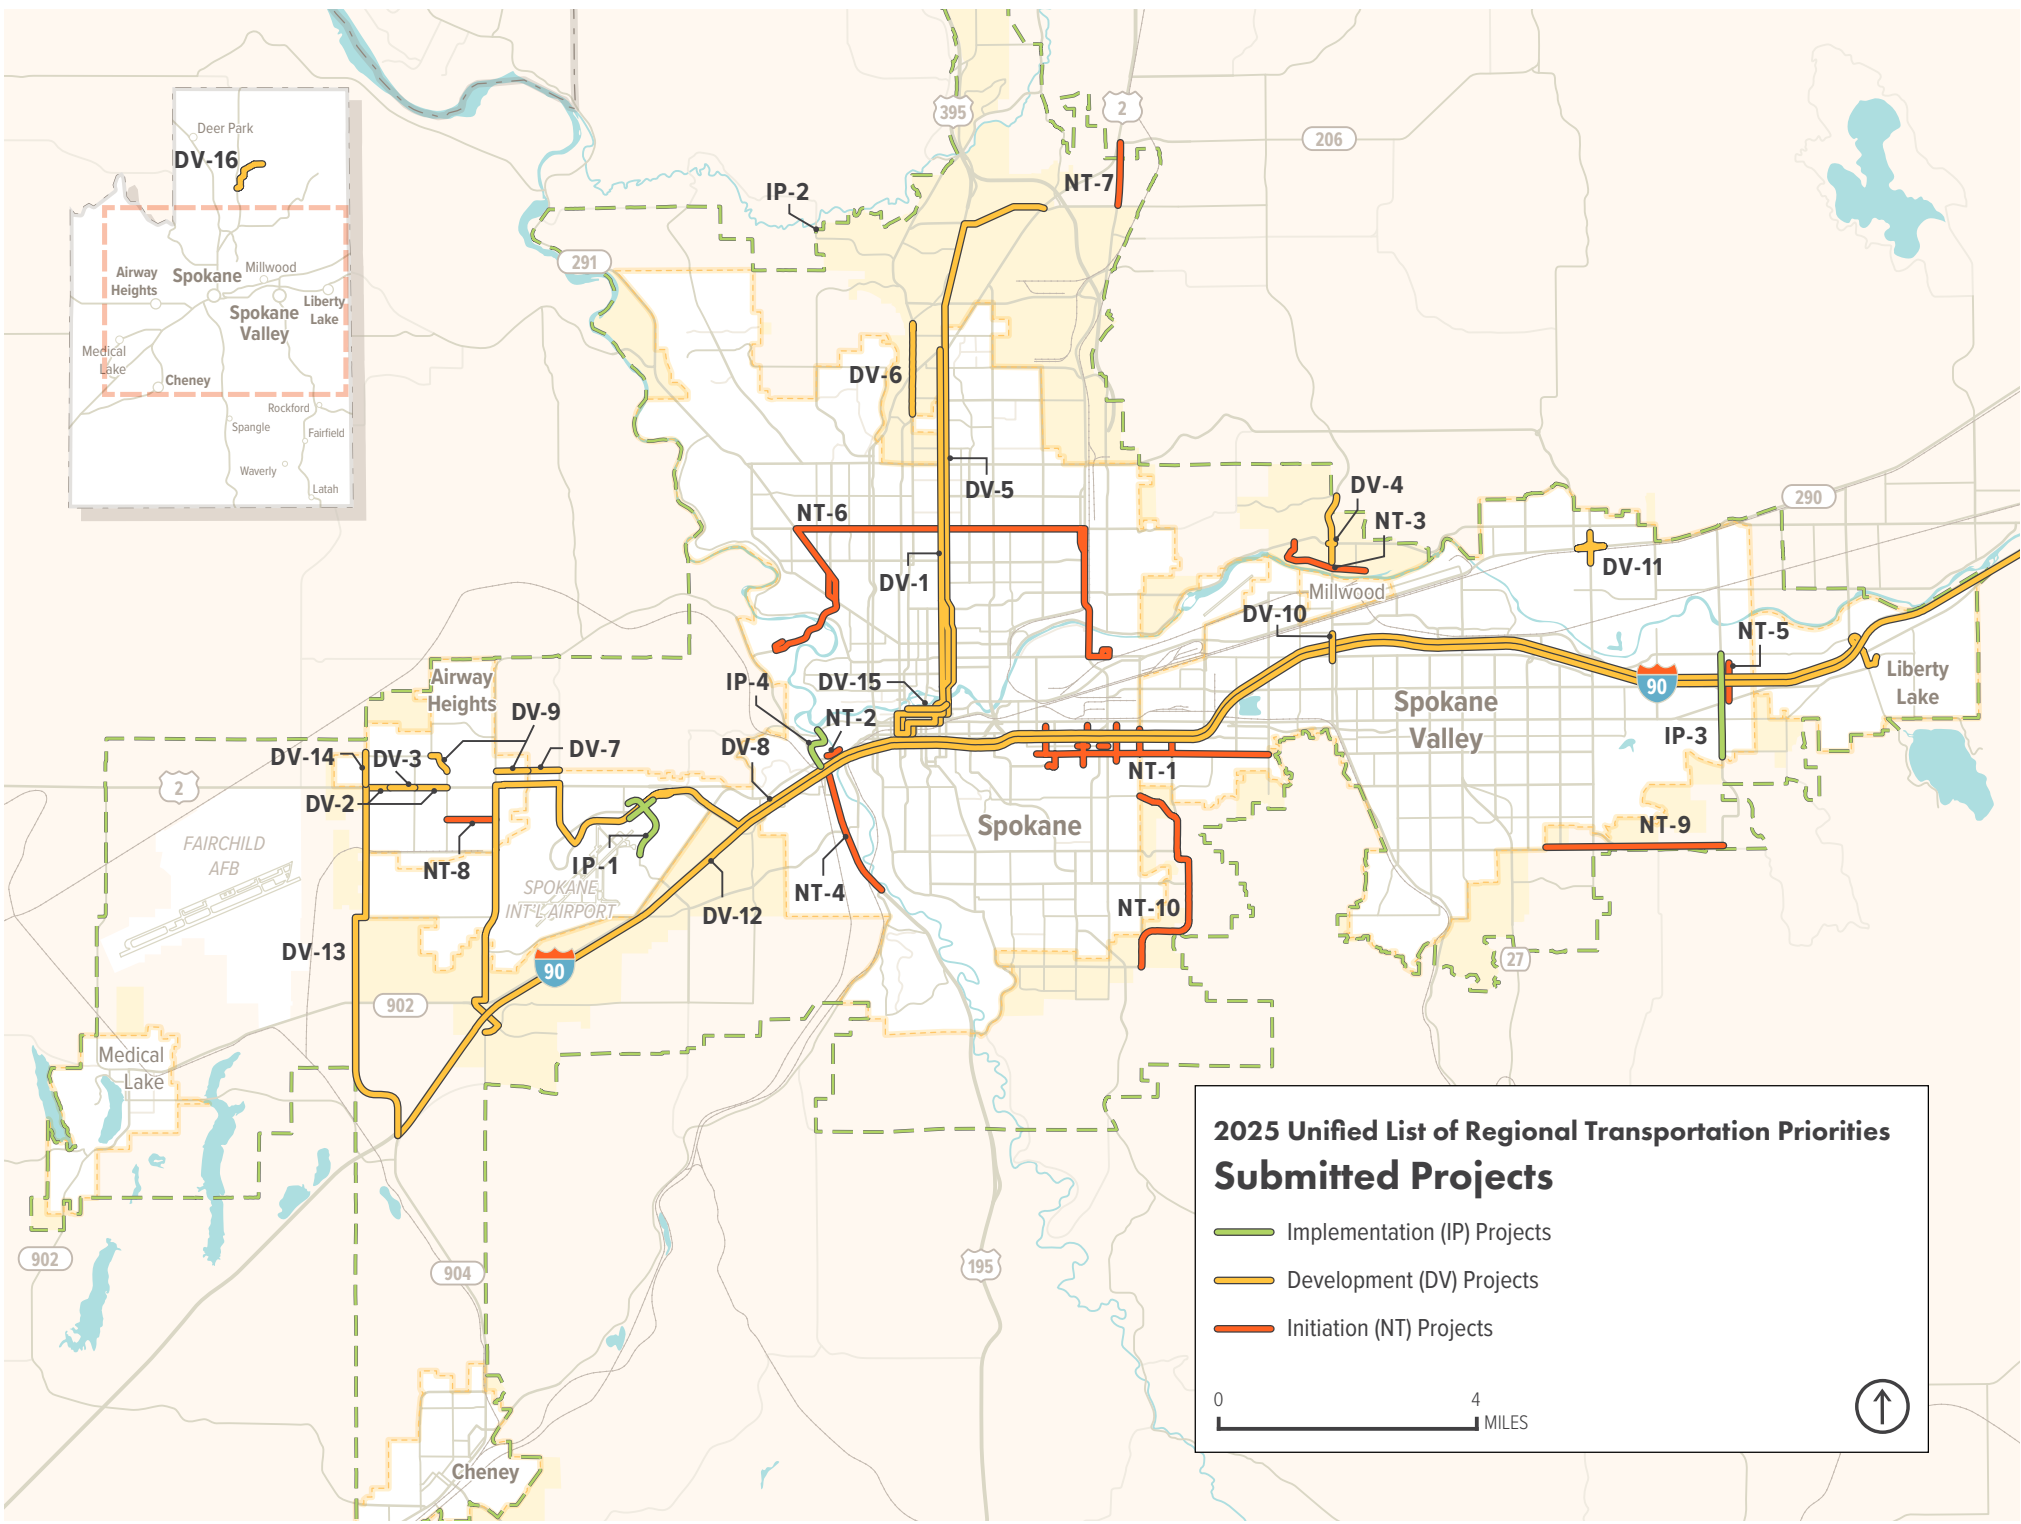 Deer Park
DV-16
Airway
Heights
Spokane
Millwood
Spokane
Valley
Liberty
Lake
Medical
Lake
Cheney
Rockford
Spangle
Fairfield
Waverly
Latah
395
2
206
NT-7
IP-2
291
DV-6
DV-5
DV-4
NT-3
290
NT-6
DV-1
DV-11
Millwood
DV-10
NT-5
Airway
Heights
IP-4
DV-15
Liberty
Lake
90
DV-9
NT-2
Spokane
Valley
DV-14
DV-3
DV-7
DV-8
IP-3
NT-1
2
DV-2
Spokane
NT-9
FAIRCHILD
AFB
NT-8
IP-1
SPOKANE
INT'L AIRPORT
NT-4
DV-12
NT-10
DV-13
90
27
902
Medical
Lake
902
904
195
Cheney
2025 Unified List of Regional Transportation Priorities
Submitted Projects
Implementation (IP) Projects
Development (DV) Projects
Initiation (NT) Projects
0 4
MILES